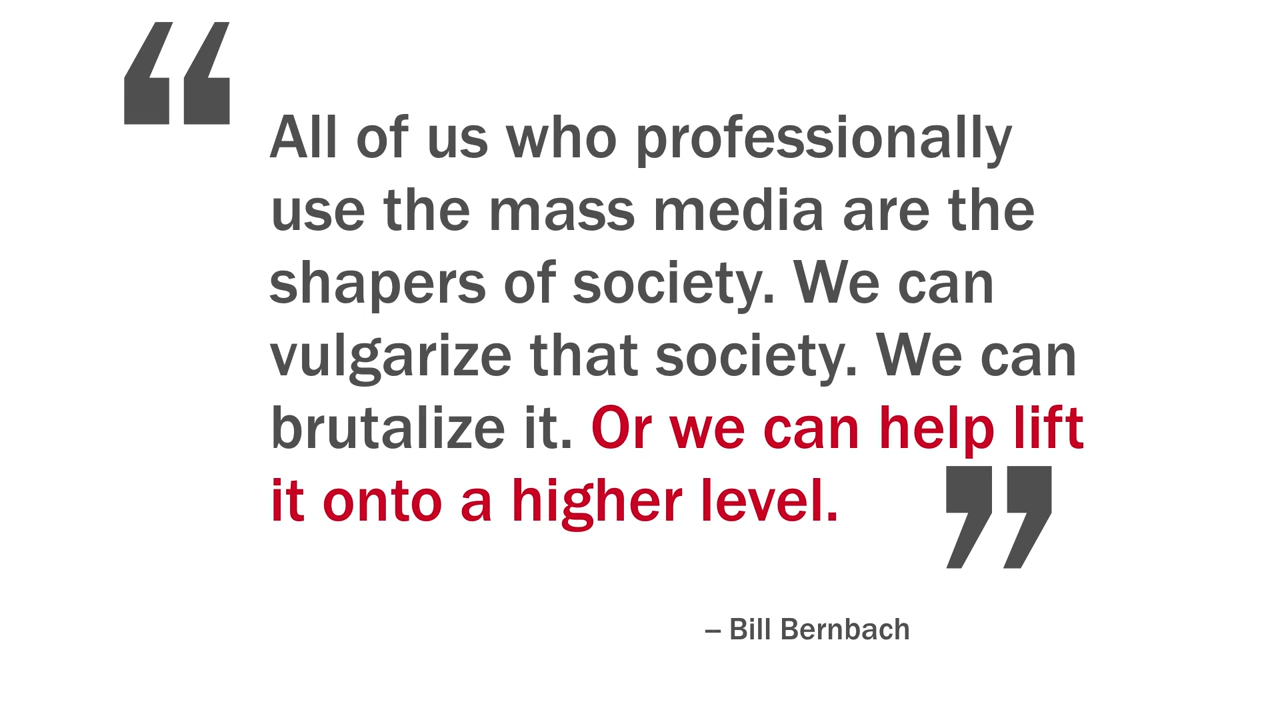 “
All of us who professionally
use the mass media are the
shapers of society. We can
vulgarize that society. We can
brutalize it. Or we can help lift
it onto a higher level.
”
– Bill Bernbach